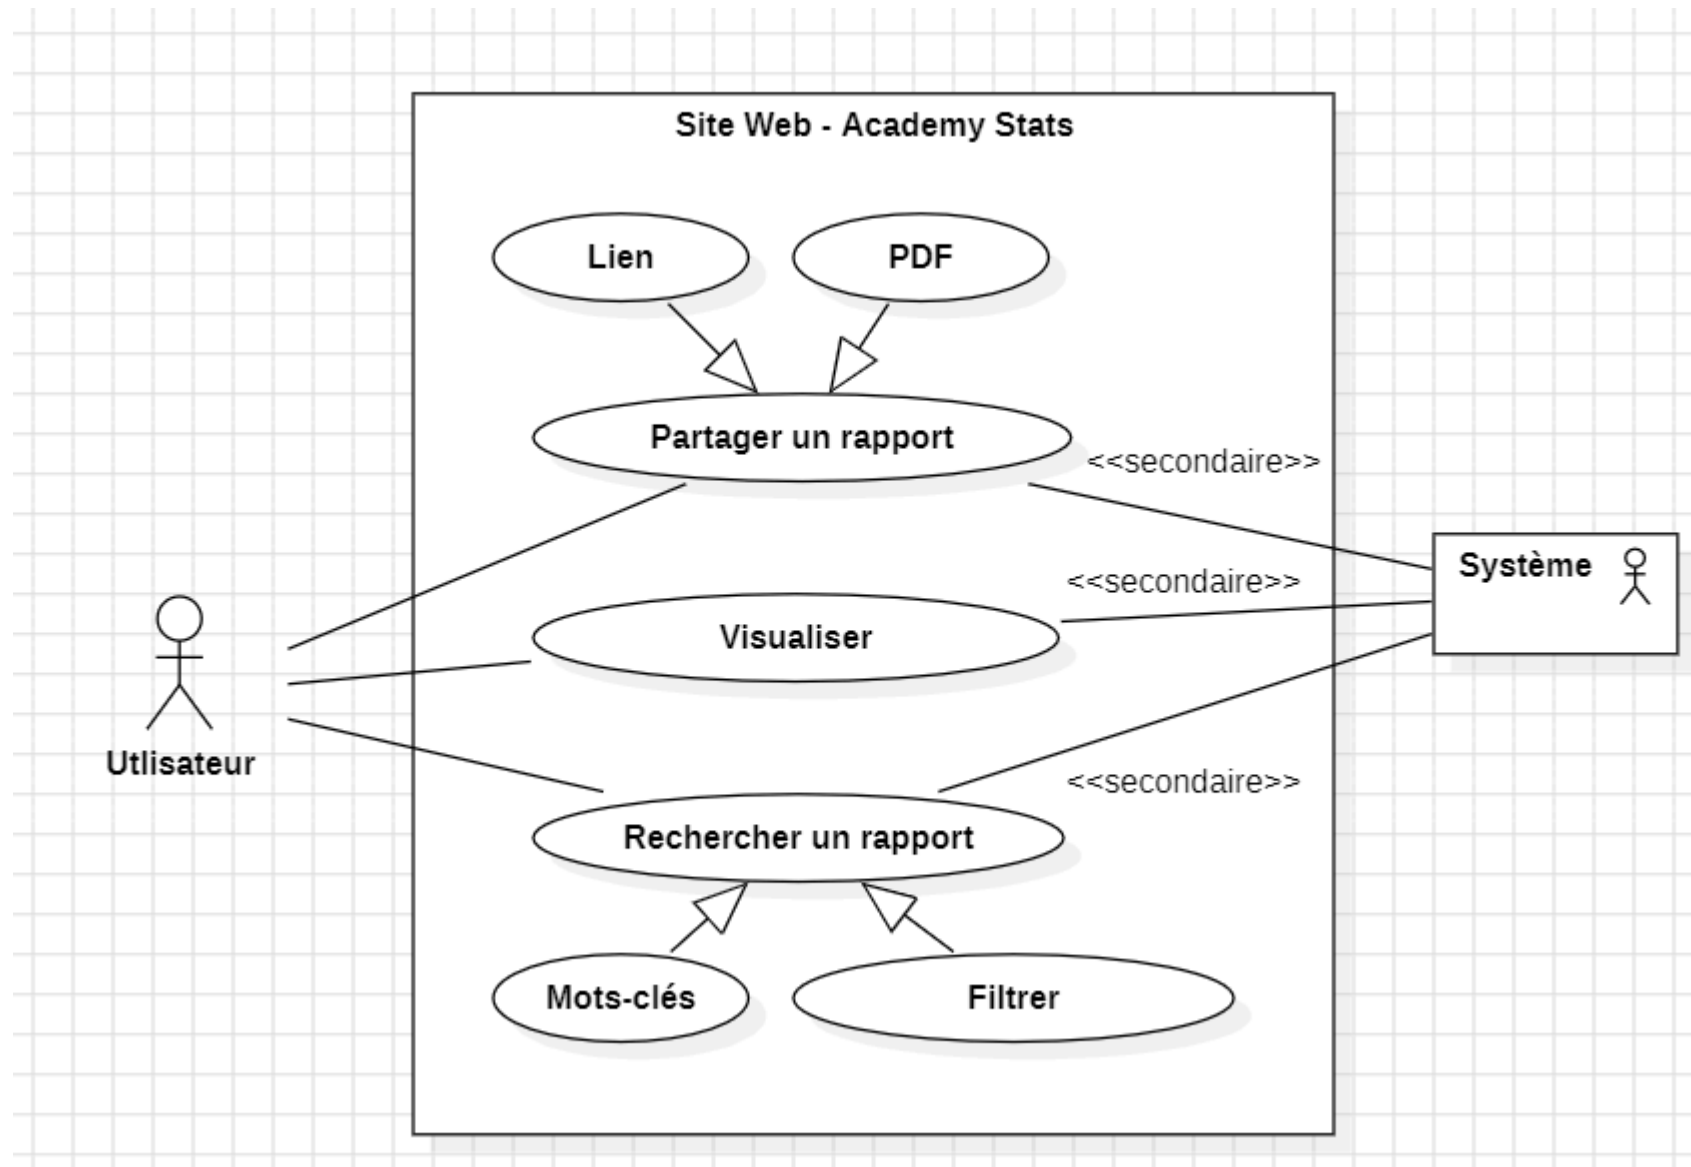 Site Web - Academy Stats
Lien
PDF
Partager un rapport
<<secondaire>>
Système
<<secondaire>>
Visualiser
Utlisateur
<<secondaire>>
Rechercher un rapport
Mots-clés
Filtrer